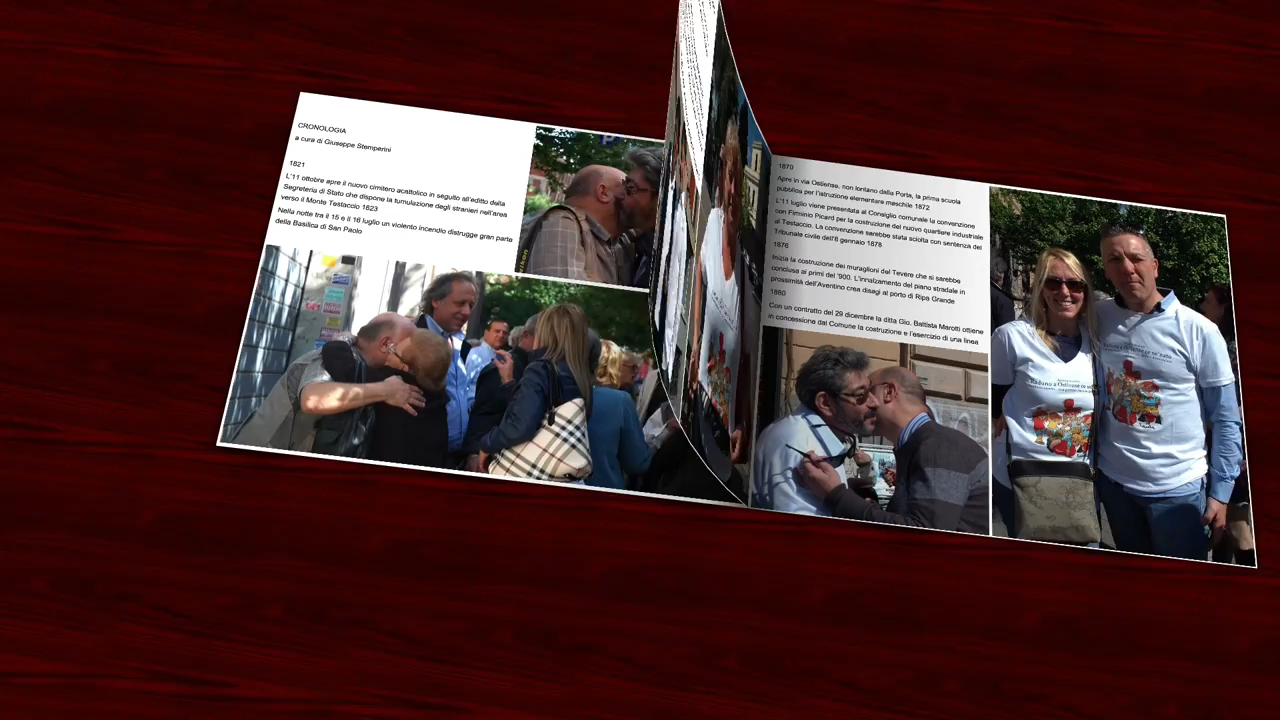 CRONOLOGIA
a cura di Giuseppe Stemperini
1821
L'11 ottobre apre il nuovo cimitero acattolico in seguito all'editto della
Segreteria di Stato che dispone la tumulazione degli stranieri nell'area
verso il Monte Testaccio 1823
Nella notte tra il 15 e il 16 luglio un violento incendio distrugge gran parte
della Basilica di San Paolo
1870
Apre in via Ostiense, non lontano dalla Porta, la prima scuola
pubblica per l'istruzione elementare maschile 1872
L'11 luglio viene presentata al Consiglio comunale la convenzione
con Firminio Picard per la costruzione del nuovo quartiere industriale
al Testaccio. La convenzione sarebbe stata sciolta con sentenza del
Tribunale civile dell'8 gennaio 1878
1876
Inizia la costruzione dei muraglioni del Tevere che si sarebbe
conclusa ai primi del '900. L'innalzamento del piano stradale in
prossimità dell'Aventino crea disagi al porto di Ripa Grande
1880
Con un contratto del 29 dicembre la ditta Gio. Battista Marotti ottiene
in concessione dal Comune la costruzione e l'esercizio di una linea